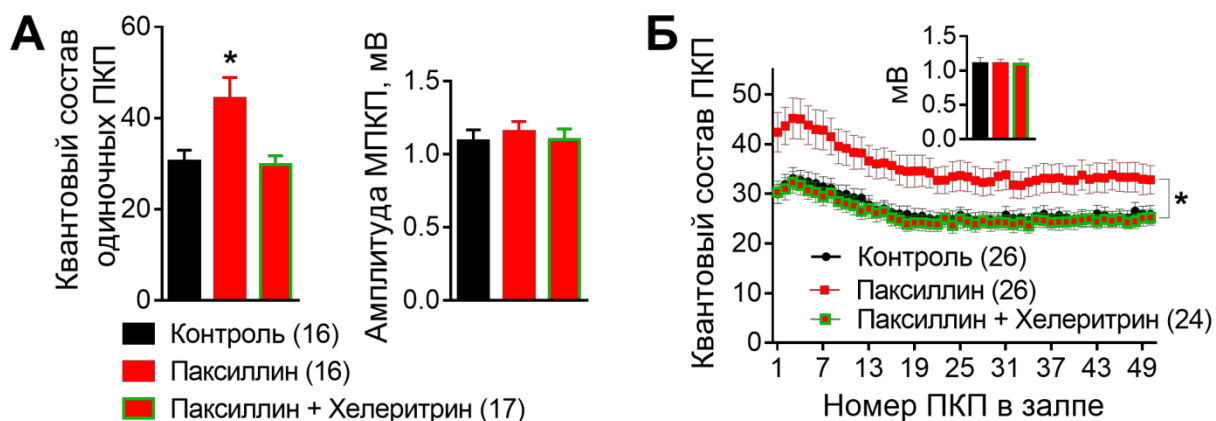 А
Квантовый состав
одиночных ПКП
60
40
20
0
*
Амплитуда МПКП, мВ
1.5
1.0
0.5
0.0
Контроль (16)
Паксиллин (16)
Паксиллин + Хелеритрин (17)
Б
Квантовый состав ПКП
50
40
30
20
10
0
мВ
1.5
1.0
0.5
0.0
*
Контроль (26)
Паксиллин (26)
Паксиллин + Хелеритрин (24)
1 7 13 19 25 31 37 43 49
Номер ПКП в залпе